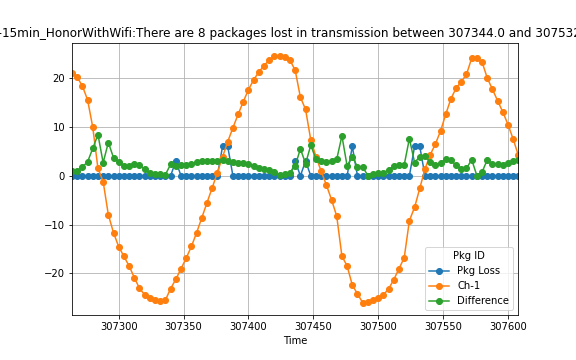 -15min_HonorWithWifi:There are 8 packages lost in transmission between 307344.0 and 307532
20
10
0
−10
−20
307300
307350
307400
307450
307500
307550
307600
Time
Pkg ID
Pkg Loss
Ch-1
Difference